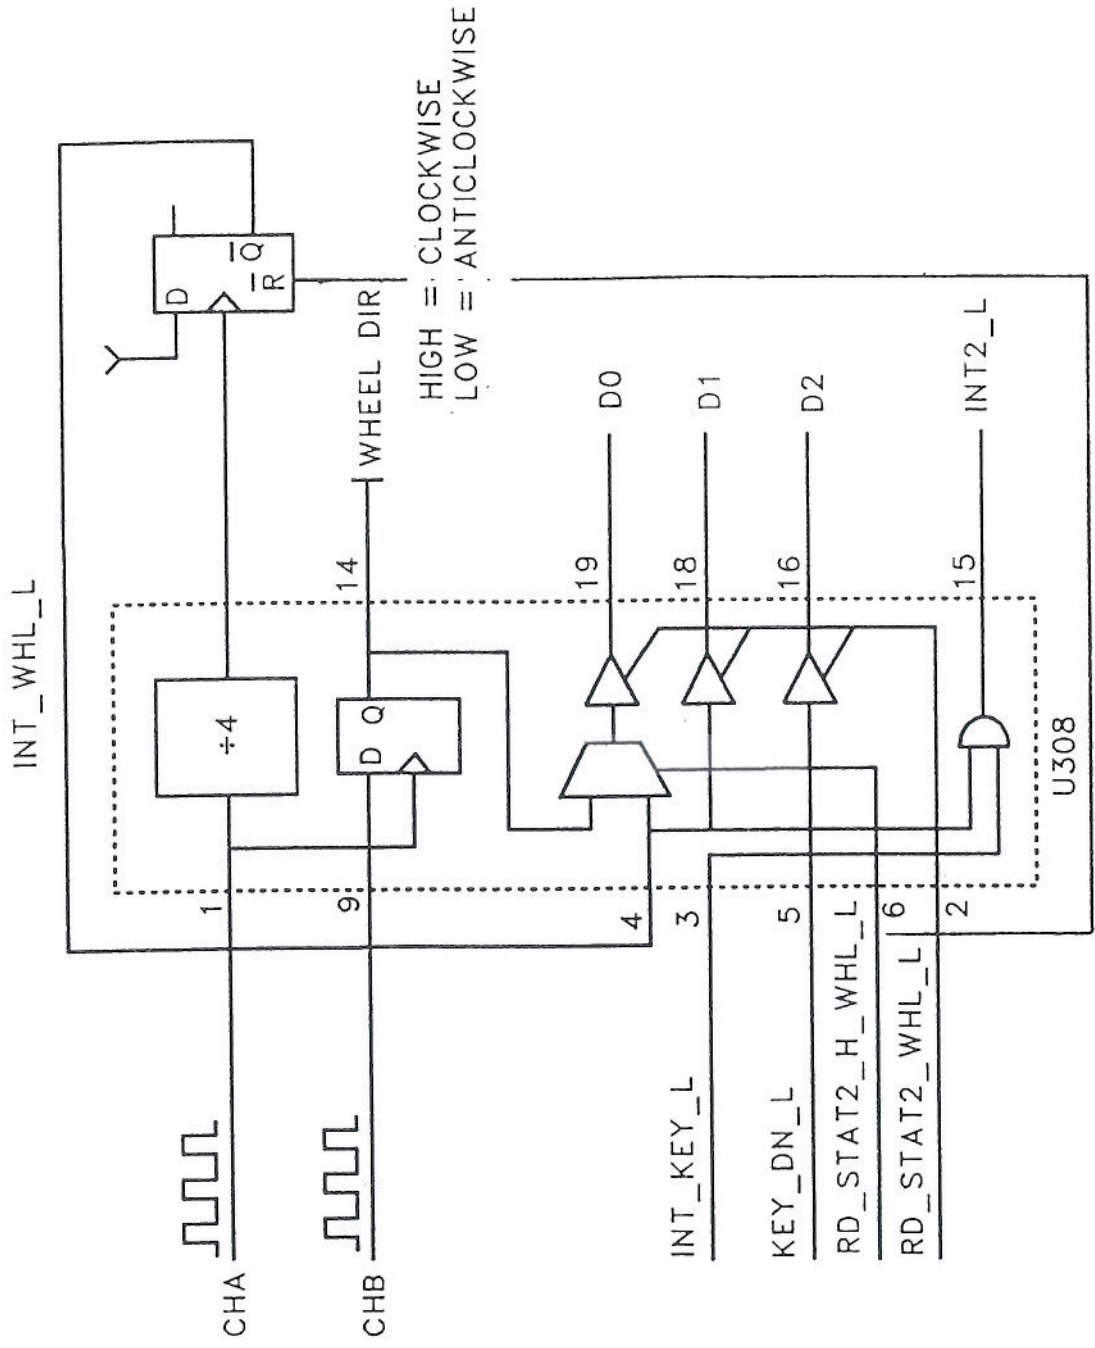 INT_WHL_L
CHA
1
÷4
D
Q
R
CHB
9
D Q
14
WHEEL DIR
HIGH = CLOCKWISE
LOW = ANTICLOCKWISE
4
19
D0
INT_KEY_L
3
18
D1
KEY_DN_L
5
16
D2
RD_STAT2_H_WHL_L
6
RD_STAT2_WHL_L
2
15
INT2_L
U308